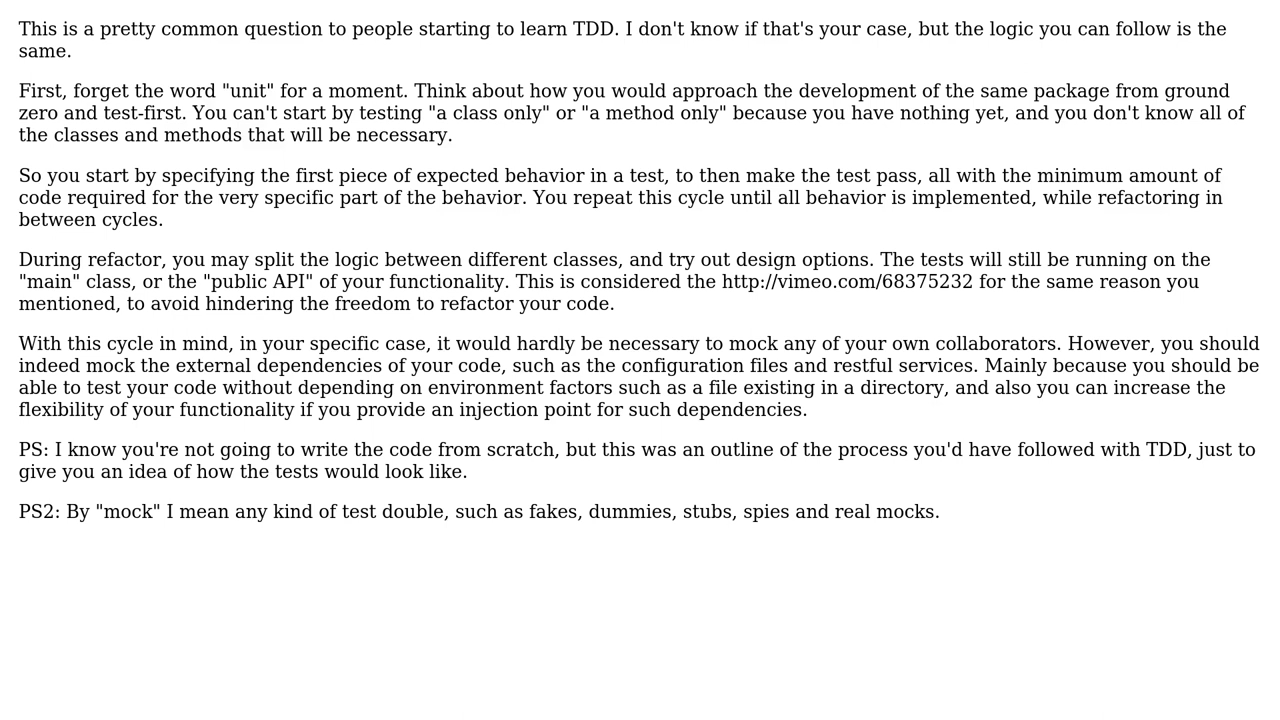 This is a pretty common question to people starting to learn TDD. I don't know if that's your case, but the logic you can follow is the
same.
First, forget the word "unit" for a moment. Think about how you would approach the development of the same package from ground
zero and test-first. You can't start by testing "a class only" or "a method only" because you have nothing yet, and you don't know all of
the classes and methods that will be necessary.
So you start by specifying the first piece of expected behavior in a test, to then make the test pass, all with the minimum amount of
code required for the very specific part of the behavior. You repeat this cycle until all behavior is implemented, while refactoring in
between cycles.
During refactor, you may split the logic between different classes, and try out design options. The tests will still be running on the
"main" class, or the "public API" of your functionality. This is considered the http://vimeo.com/68375232 for the same reason you
mentioned, to avoid hindering the freedom to refactor your code.
With this cycle in mind, in your specific case, it would hardly be necessary to mock any of your own collaborators. However, you should
indeed mock the external dependencies of your code, such as the configuration files and restful services. Mainly because you should be
able to test your code without depending on environment factors such as a file existing in a directory, and also you can increase the
flexibility of your functionality if you provide an injection point for such dependencies.
PS: I know you're not going to write the code from scratch, but this was an outline of the process you'd have followed with TDD, just to
give you an idea of how the tests would look like.
PS2: By "mock" I mean any kind of test double, such as fakes, dummies, stubs, spies and real mocks.